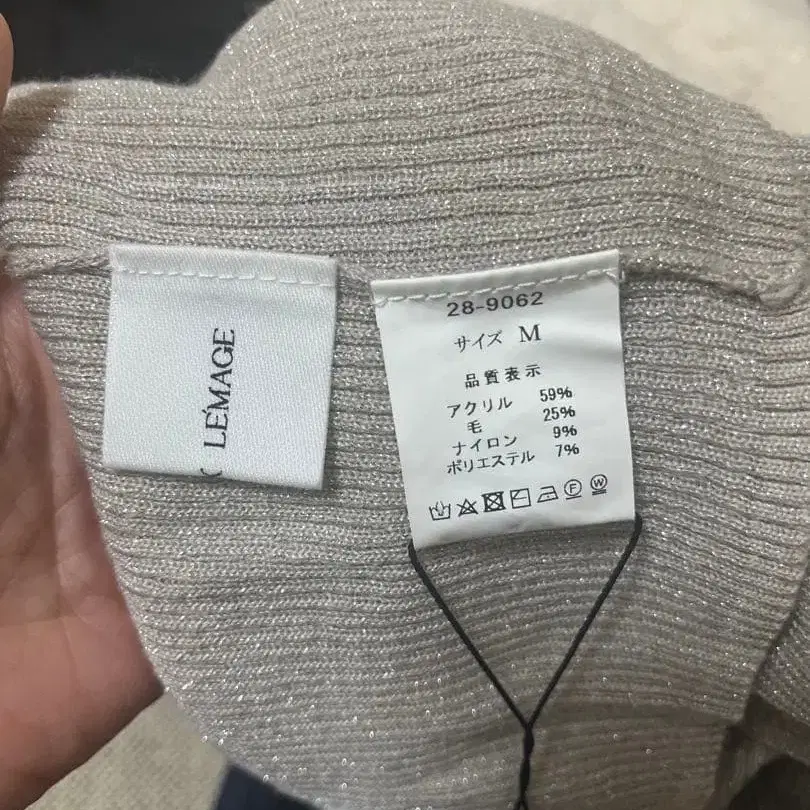 LÉMAGE
28-9062
サイズ M
品質表示
アクリル 59%
毛 25%
ナイロン 9%
ポリエステル 7%
F W